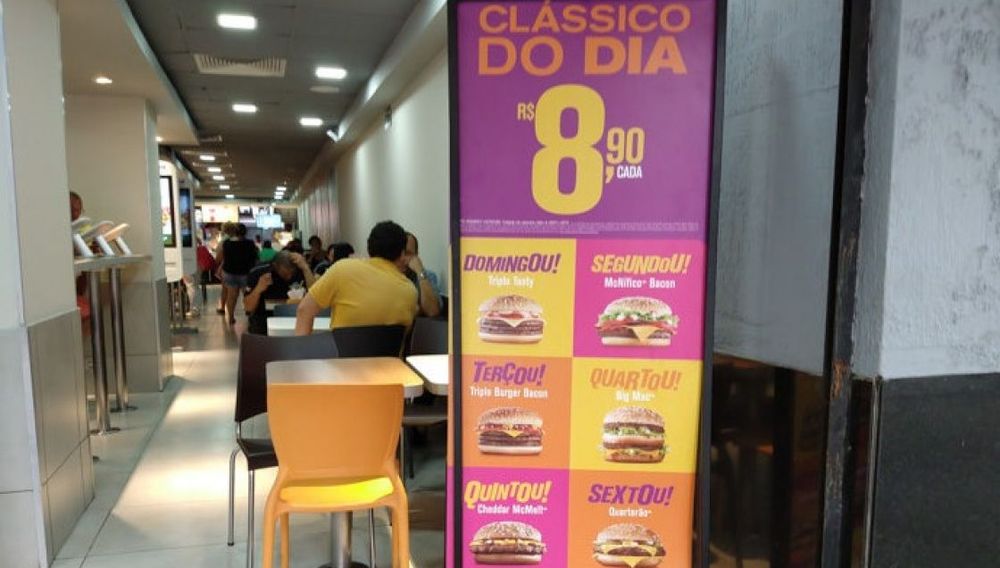 CLÁSSICO
DO DIA
R$ 8,90
CADA
DOMINGOU!
Triplo Tasty
SEGUNDOU!
McNífico Bacon
TERÇOU!
Triplo Burger Bacon
QUARTOU!
Big Mac
QUINTOU!
Cheddar McMelt
SEXTOU!
Quarterão